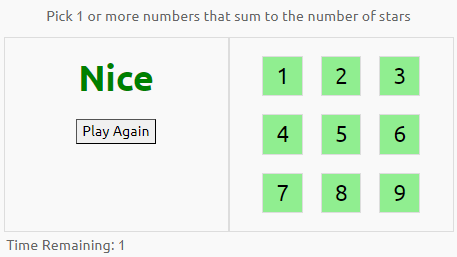 Pick 1 or more numbers that sum to the number of stars
Nice
Play Again
1 2 3
4 5 6
7 8 9
Time Remaining: 1